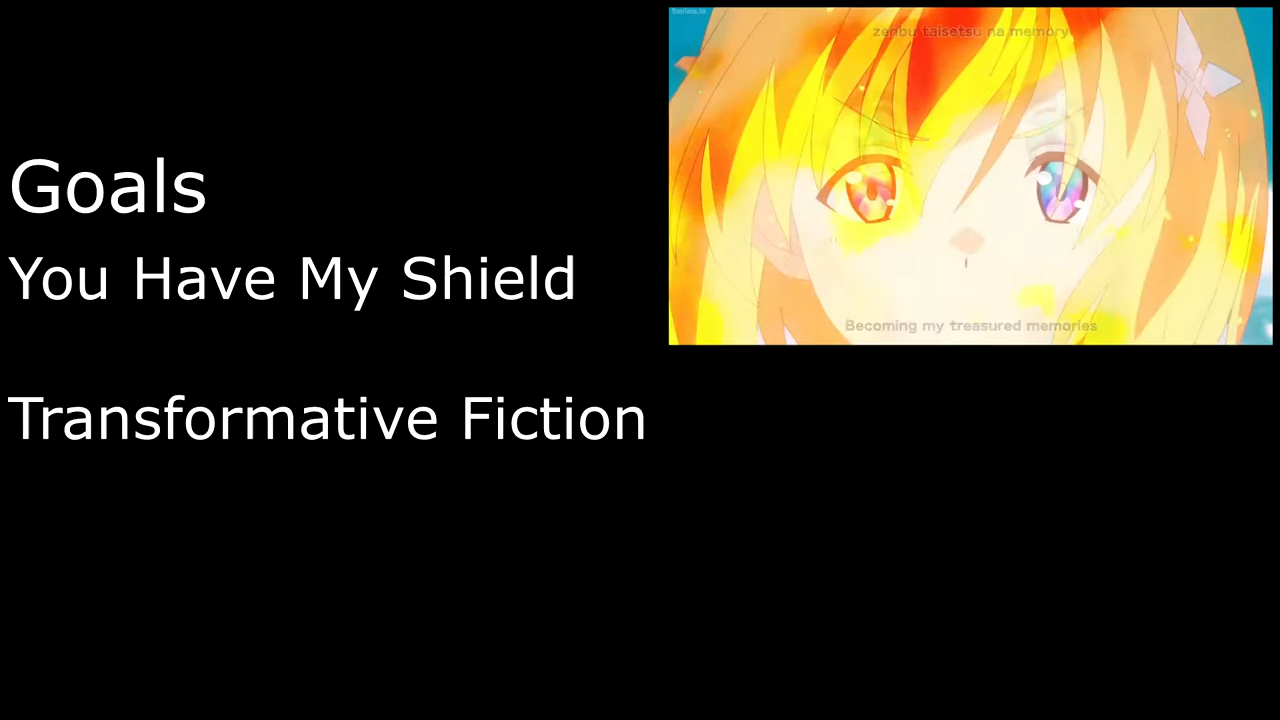 Goals
You Have My Shield
Transformative Fiction
zenbu taisetsu na memory
Becoming my treasured memories